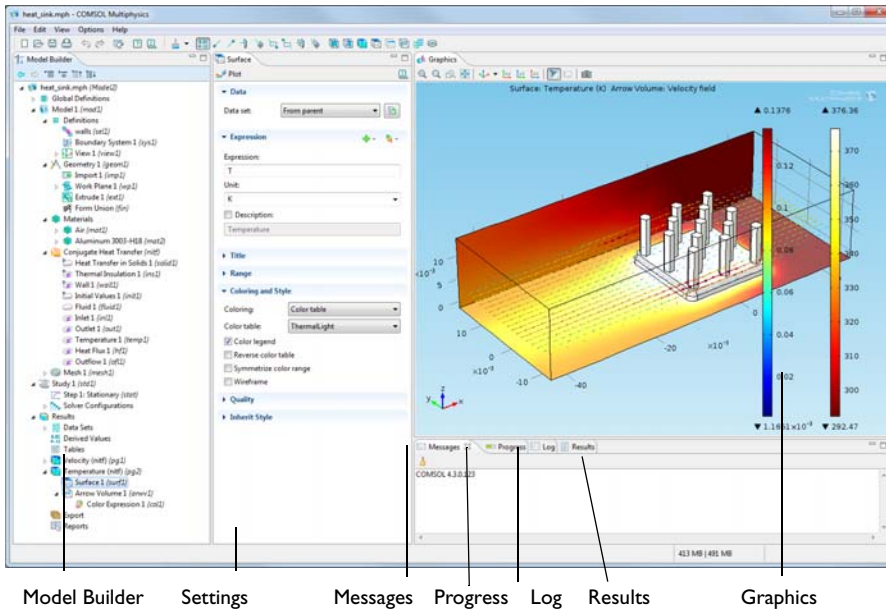 heat_sink.mph - COMSOL Multiphysics
File Edit View Options Help
Model Builder
heat_sink.mph (Model2)
Global Definitions
Model 1 (mod1)
Definitions
walls (sel1)
Boundary System 1 (sys1)
View 1 (view1)
Geometry 1 (geom1)
Import 1 (imp1)
Work Plane 1 (wp1)
Extrude 1 (ext1)
Form Union (fin)
Materials
Air (mat1)
Aluminum 3003-H18 (mat2)
Conjugate Heat Transfer (nitf)
Heat Transfer in Solids 1 (solid1)
Thermal Insulation 1 (ins1)
Wall 1 (wall1)
Initial Values 1 (init1)
Fluid 1 (fluid1)
Inlet 1 (inl1)
Outlet 1 (out1)
Temperature 1 (temp1)
Heat Flux 1 (hf1)
Outflow 1 (ofl1)
Mesh 1 (mesh1)
Study 1 (std1)
Step 1: Stationary (stat)
Solver Configurations
Results
Data Sets
Derived Values
Tables
Velocity (nitf) (pg1)
Temperature (nitf) (pg2)
Surface 1 (surf1)
Arrow Volume 1 (arwv1)
Color Expression 1 (col1)
Export
Reports
Surface
Plot
Data
Data set: From parent
Expression
Expression:
T
Unit:
K
Description:
Temperature
Title
Range
Coloring and Style
Coloring: Color table
Color table: ThermalLight
Color legend
Reverse color table
Symmetrize color range
Wireframe
Quality
Inherit Style
Graphics
Surface: Temperature (K) Arrow Volume: Velocity field
▲ 0.1376 ▲ 376.36
0.12
0.1
0.08
0.06
0.04
0.02
370
360
350
340
330
320
310
300
▼ 1.1651×10⁻³ ▼ 292.47
10
×10⁻³
5
0
10
0
×10⁻³
-10
-40
-20
×10⁻³
0
z
y
x
Messages Progress Log Results
COMSOL 4.3.0.123
413 MB | 491 MB
Model Builder Settings Messages Progress Log Results Graphics